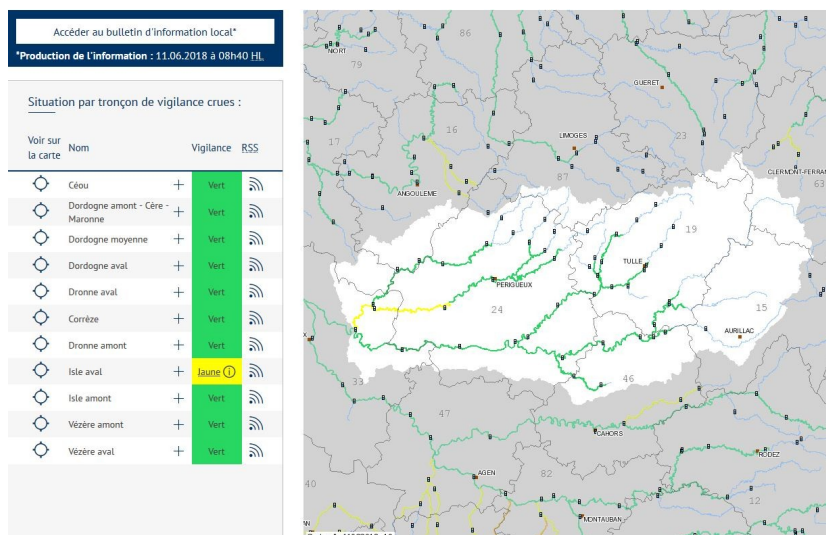 Accéder au bulletin d'information local*
*Production de l'information : 11.06.2018 à 08h40 HL
Situation par tronçon de vigilance crues :
Voir sur la carte Nom Vigilance RSS
Céou + Vert
Dordogne amont - Cère - Maronne + Vert
Dordogne moyenne + Vert
Dordogne aval + Vert
Dronne aval + Vert
Corrèze + Vert
Dronne amont + Vert
Isle aval + Jaune
Isle amont + Vert
Vézère amont + Vert
Vézère aval + Vert
86
NIORT
79
GUERET
16
LIMOGES
23
17
87
CLERMONT-FERRAN
63
ANGOULEME
19
TULLE
PERIGUEUX
24
15
AURILLAC
33
46
47
CAHORS
RODEZ
AGEN
82
40
12
MONTAUBAN